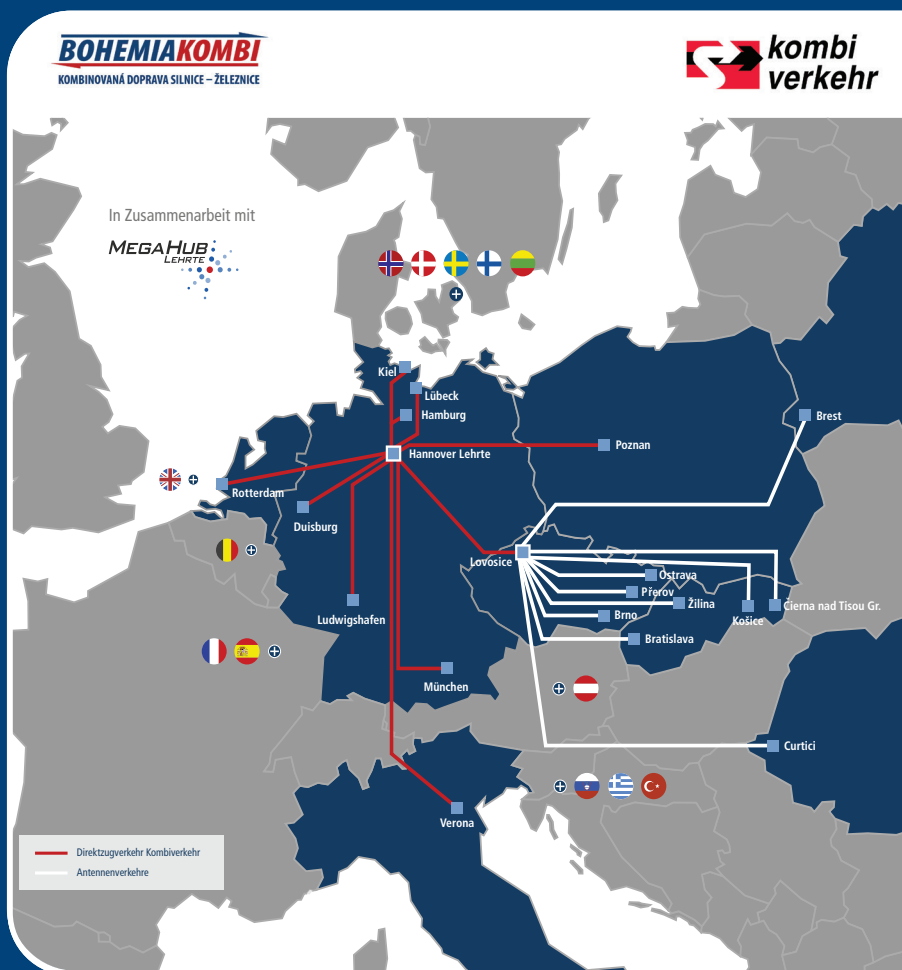 BOHEMIAKOMBI
KOMBINOVANÁ DOPRAVA SILNICE – ŽELEZNICE
kombi
verkehr
In Zusammenarbeit mit
MEGAHUB
LEHRTE
Kiel
Lübeck
Hamburg
Brest
Poznan
Hannover Lehrte
Rotterdam
Duisburg
Lovosice
Ostrava
Přerov
Žilina
Čierna nad Tisou Gr.
Košice
Brno
Ludwigshafen
Bratislava
München
Curtici
Verona
Direktzugverkehr Kombiverkehr
Antennenverkehre